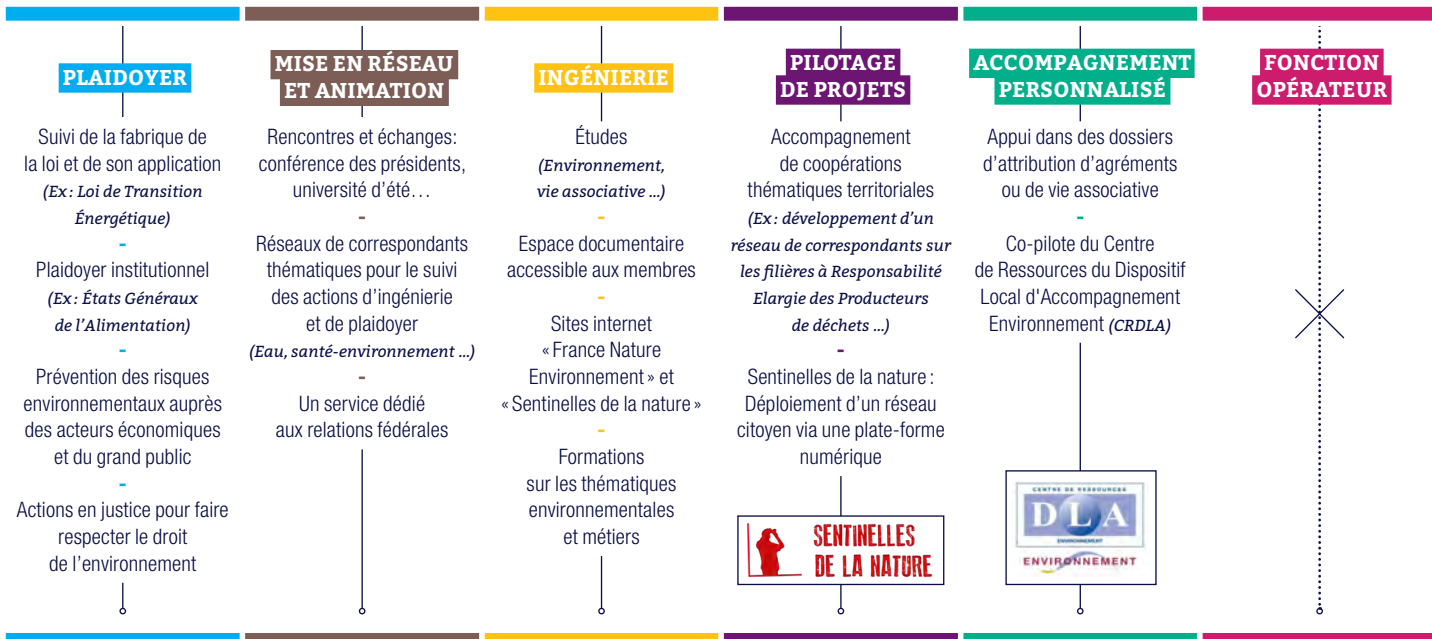 PLAIDOYER
Suivi de la fabrique de
la loi et de son application
(Ex : Loi de Transition
Énergétique)
-
Plaidoyer institutionnel
(Ex : États Généraux
de l'Alimentation)
-
Prévention des risques
environnementaux auprès
des acteurs économiques
et du grand public
-
Actions en justice pour faire
respecter le droit
de l'environnement
MISE EN RÉSEAU
ET ANIMATION
Rencontres et échanges:
conférence des présidents,
université d'été…
-
Réseaux de correspondants
thématiques pour le suivi
des actions d'ingénierie
et de plaidoyer
(Eau, santé-environnement ...)
-
Un service dédié
aux relations fédérales
INGÉNIERIE
Études
(Environnement,
vie associative ...)
-
Espace documentaire
accessible aux membres
-
Sites internet
« France Nature
Environnement » et
« Sentinelles de la nature »
-
Formations
sur les thématiques
environnementales
et métiers
PILOTAGE
DE PROJETS
Accompagnement
de coopérations
thématiques territoriales
(Ex : développement d'un
réseau de correspondants sur
les filières à Responsabilité
Elargie des Producteurs
de déchets ...)
-
Sentinelles de la nature :
Déploiement d'un réseau
citoyen via une plate-forme
numérique
SENTINELLES
DE LA NATURE
ACCOMPAGNEMENT
PERSONNALISÉ
Appui dans des dossiers
d'attribution d'agréments
ou de vie associative
-
Co-pilote du Centre
de Ressources du Dispositif
Local d'Accompagnement
Environnement (CRDLA)
CENTRE DE RESSOURCES
DLA
ENVIRONNEMENT
ENVIRONNEMENT
FONCTION
OPÉRATEUR